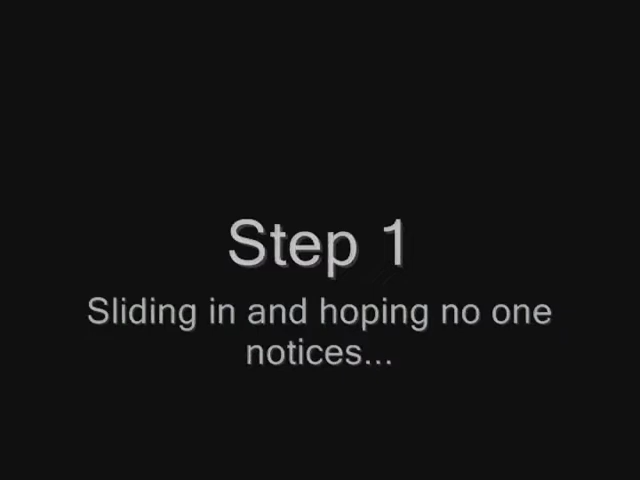 Step 1
Sliding in and hoping no one
notices...